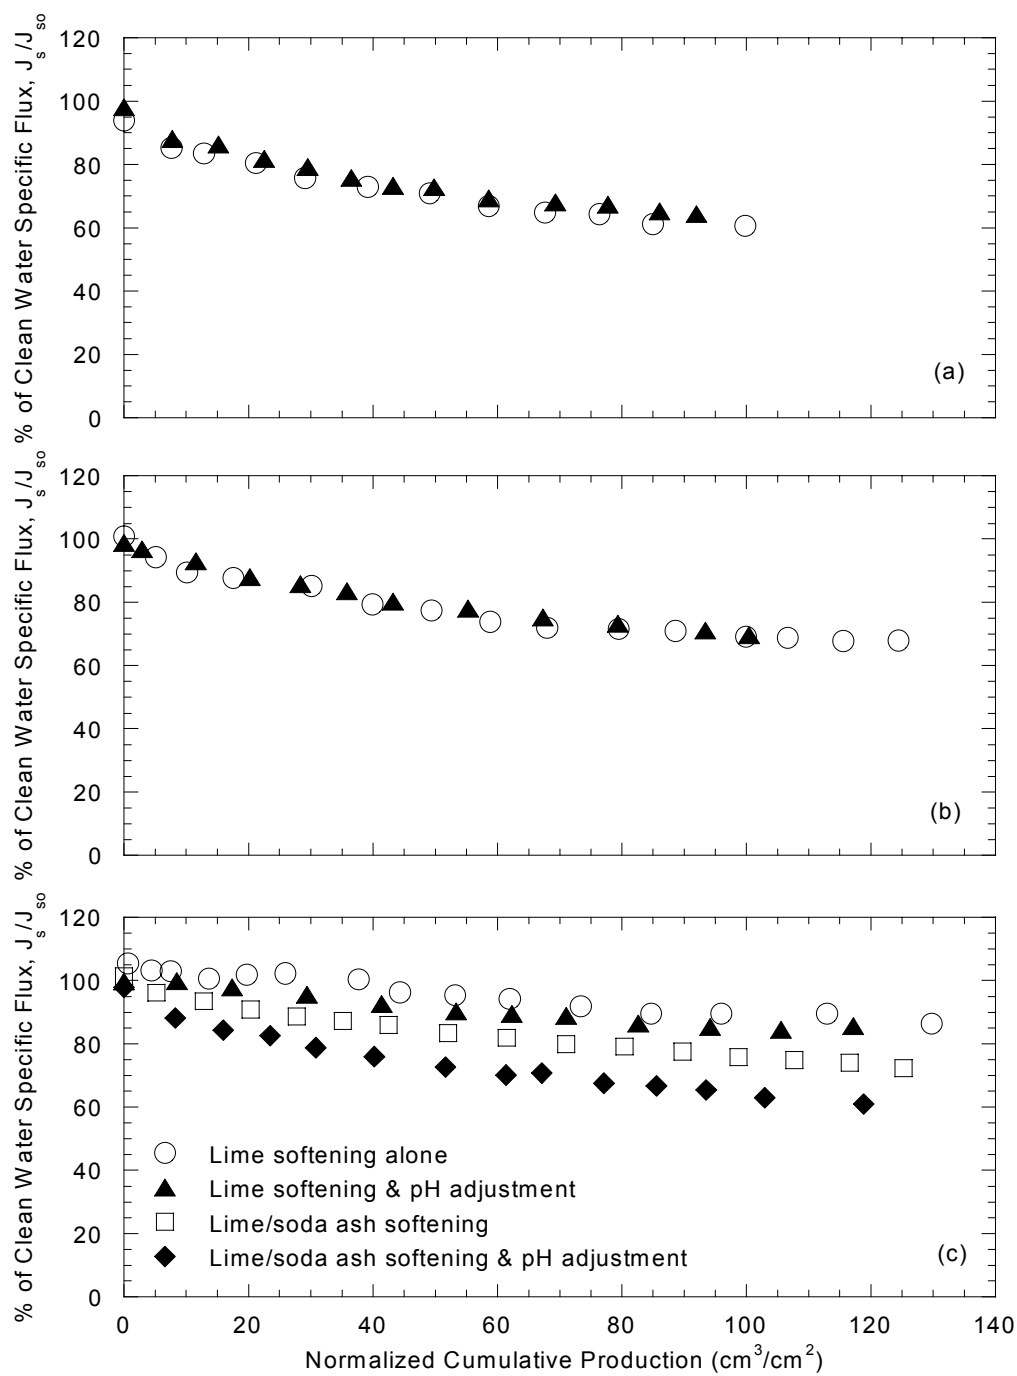 % of Clean Water Specific Flux, J_s/J_so
120
100
80
60
40
20
0
(a)
% of Clean Water Specific Flux, J_s/J_so
120
100
80
60
40
20
0
(b)
% of Clean Water Specific Flux, J_s/J_so
120
100
80
60
40
20
0
Lime softening alone
Lime softening & pH adjustment
Lime/soda ash softening
Lime/soda ash softening & pH adjustment
(c)
0 20 40 60 80 100 120 140
Normalized Cumulative Production (cm³/cm²)